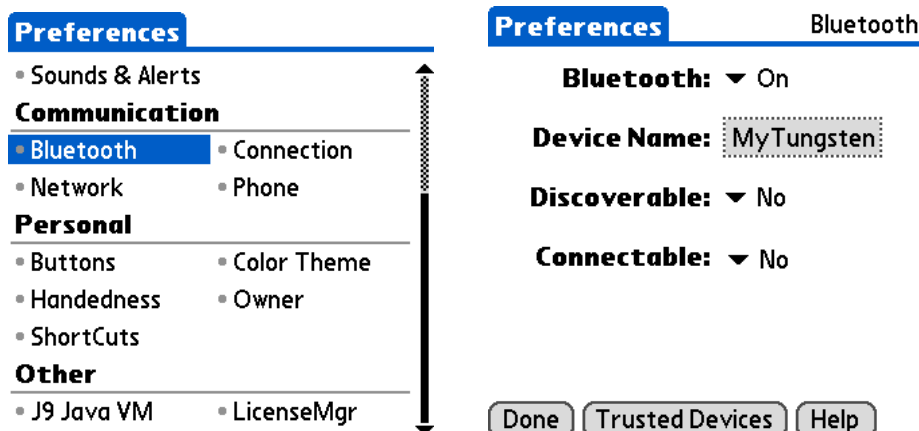 Preferences
• Sounds & Alerts
Communication
• Bluetooth • Connection
• Network • Phone
Personal
• Buttons • Color Theme
• Handedness • Owner
• ShortCuts
Other
• J9 Java VM • LicenseMgr
Preferences Bluetooth
Bluetooth: On
Device Name: MyTungsten
Discoverable: No
Connectable: No
Done Trusted Devices Help